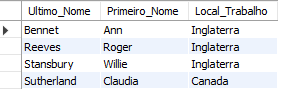 Ultimo_Nome Primeiro_Nome Local_Trabalho
Bennet Ann Inglaterra
Reeves Roger Inglaterra
Stansbury Willie Inglaterra
Sutherland Claudia Canada